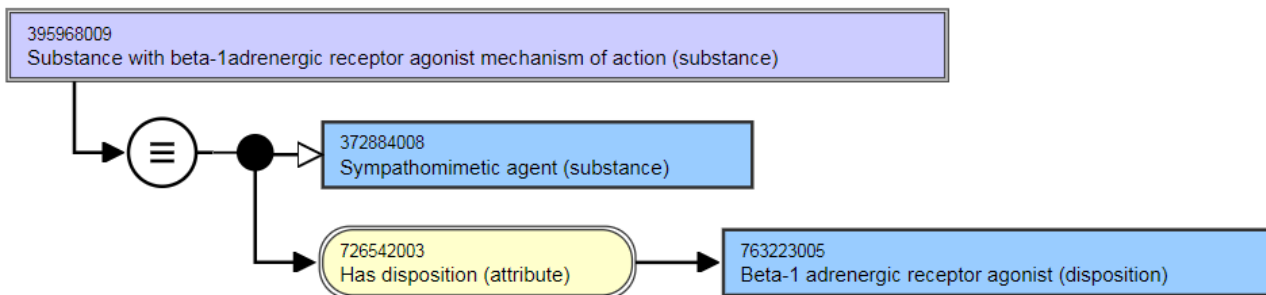 395968009
Substance with beta-1adrenergic receptor agonist mechanism of action (substance)
372884008
Sympathomimetic agent (substance)
726542003
Has disposition (attribute)
763223005
Beta-1 adrenergic receptor agonist (disposition)